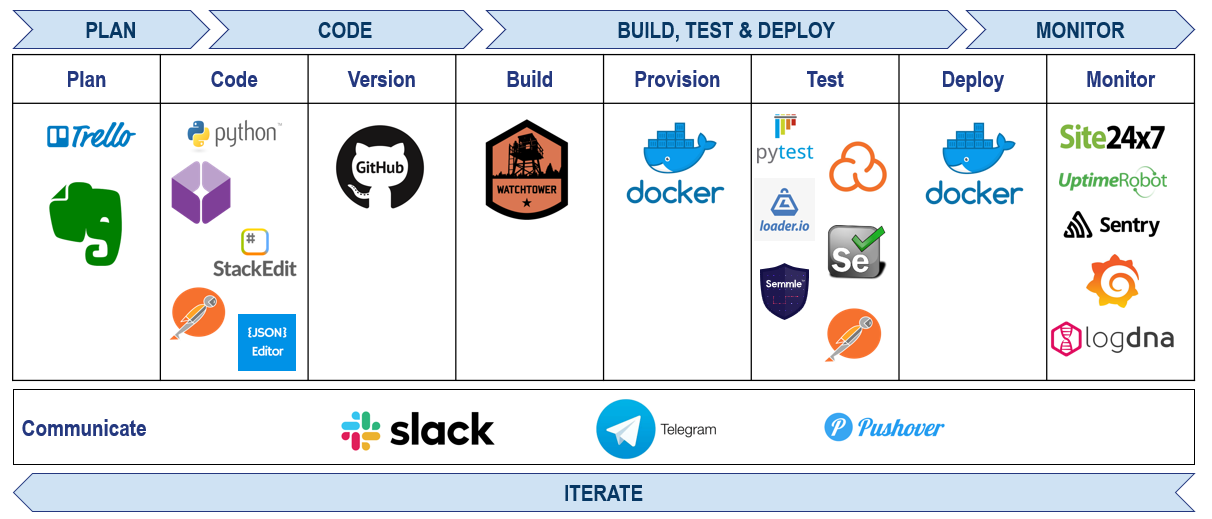 PLAN
CODE
BUILD, TEST & DEPLOY
MONITOR
Plan
Code
Version
Build
Provision
Test
Deploy
Monitor
Trello
python™
StackEdit
{JSON}
Editor
GitHub
WATCHTOWER
docker
pytest
loader.io
Se
Semmle™
docker
Site24x7
UptimeRobot
Sentry
logdna
Communicate
slack
Telegram
P Pushover
ITERATE